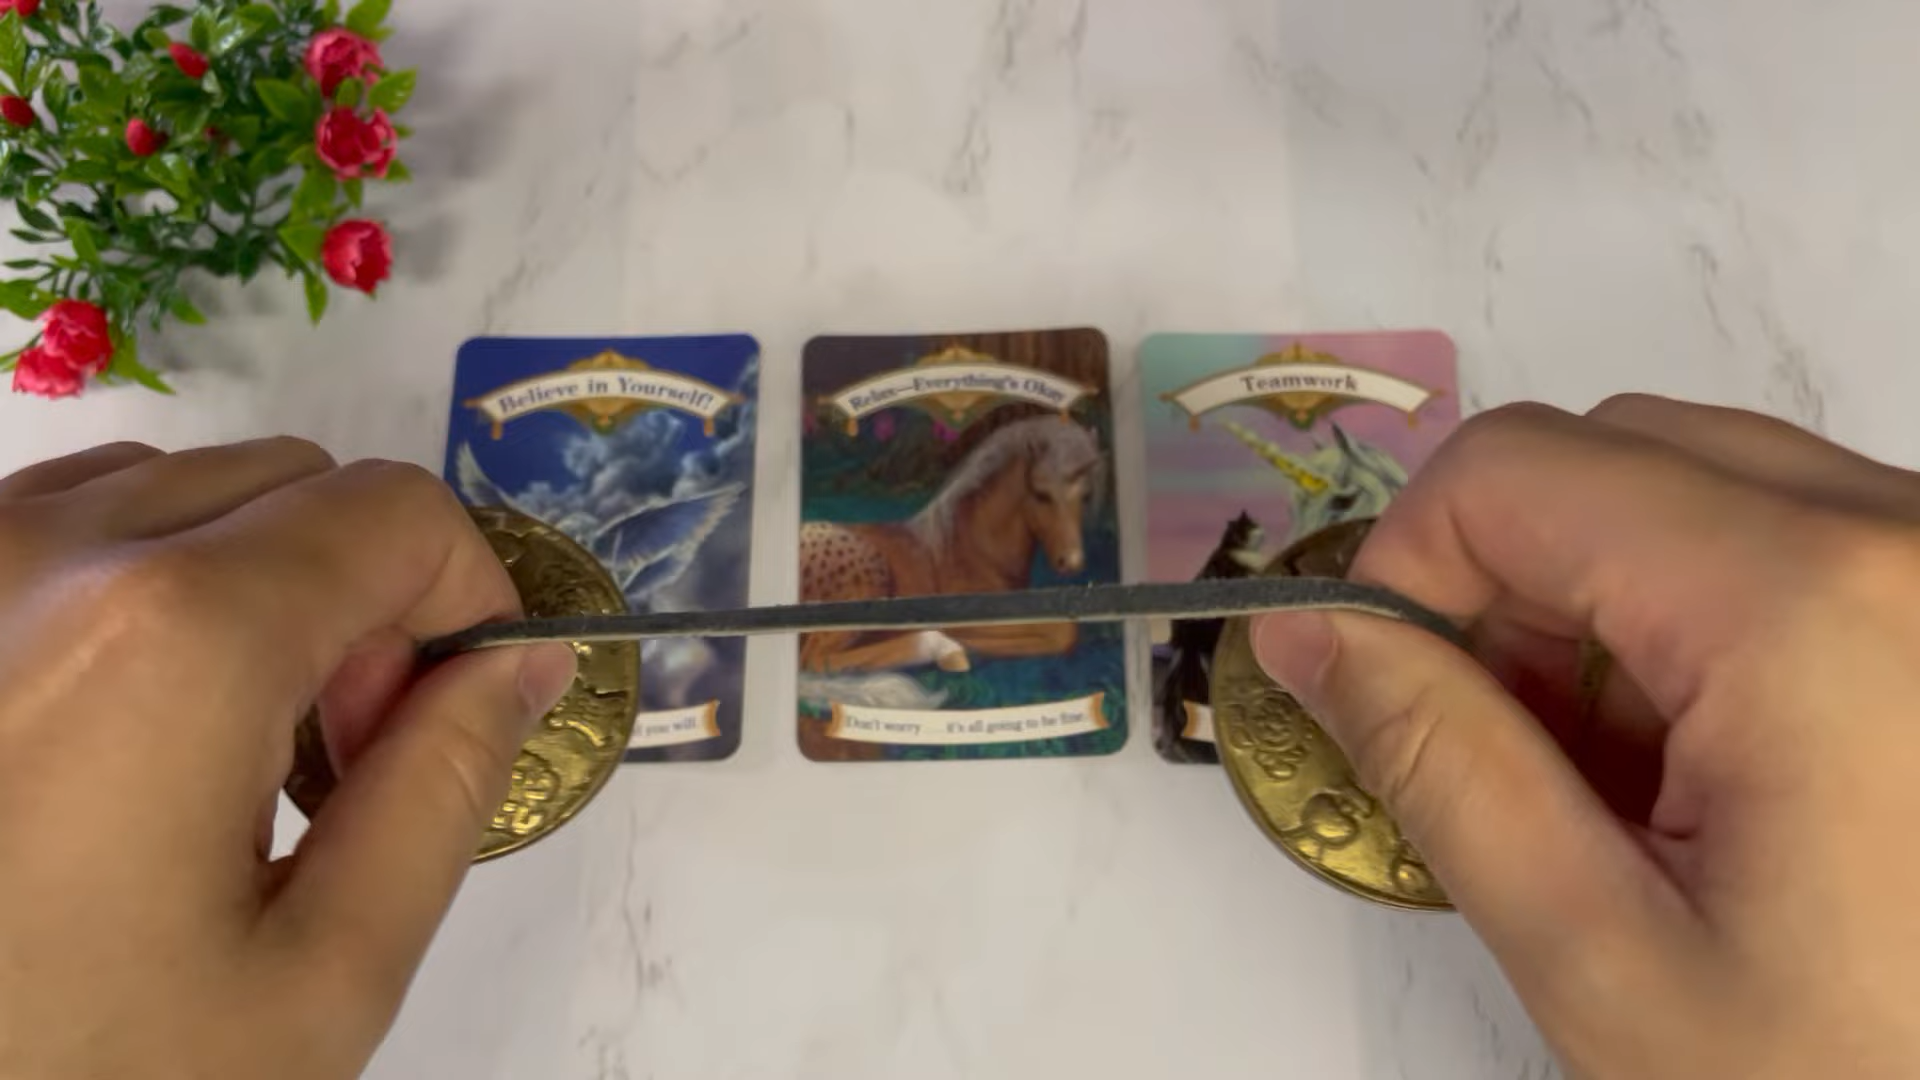 Believe in Yourself!
Relax—Everything's Okay
Teamwork
you will.
Don't worry . . . it's all going to be fine.